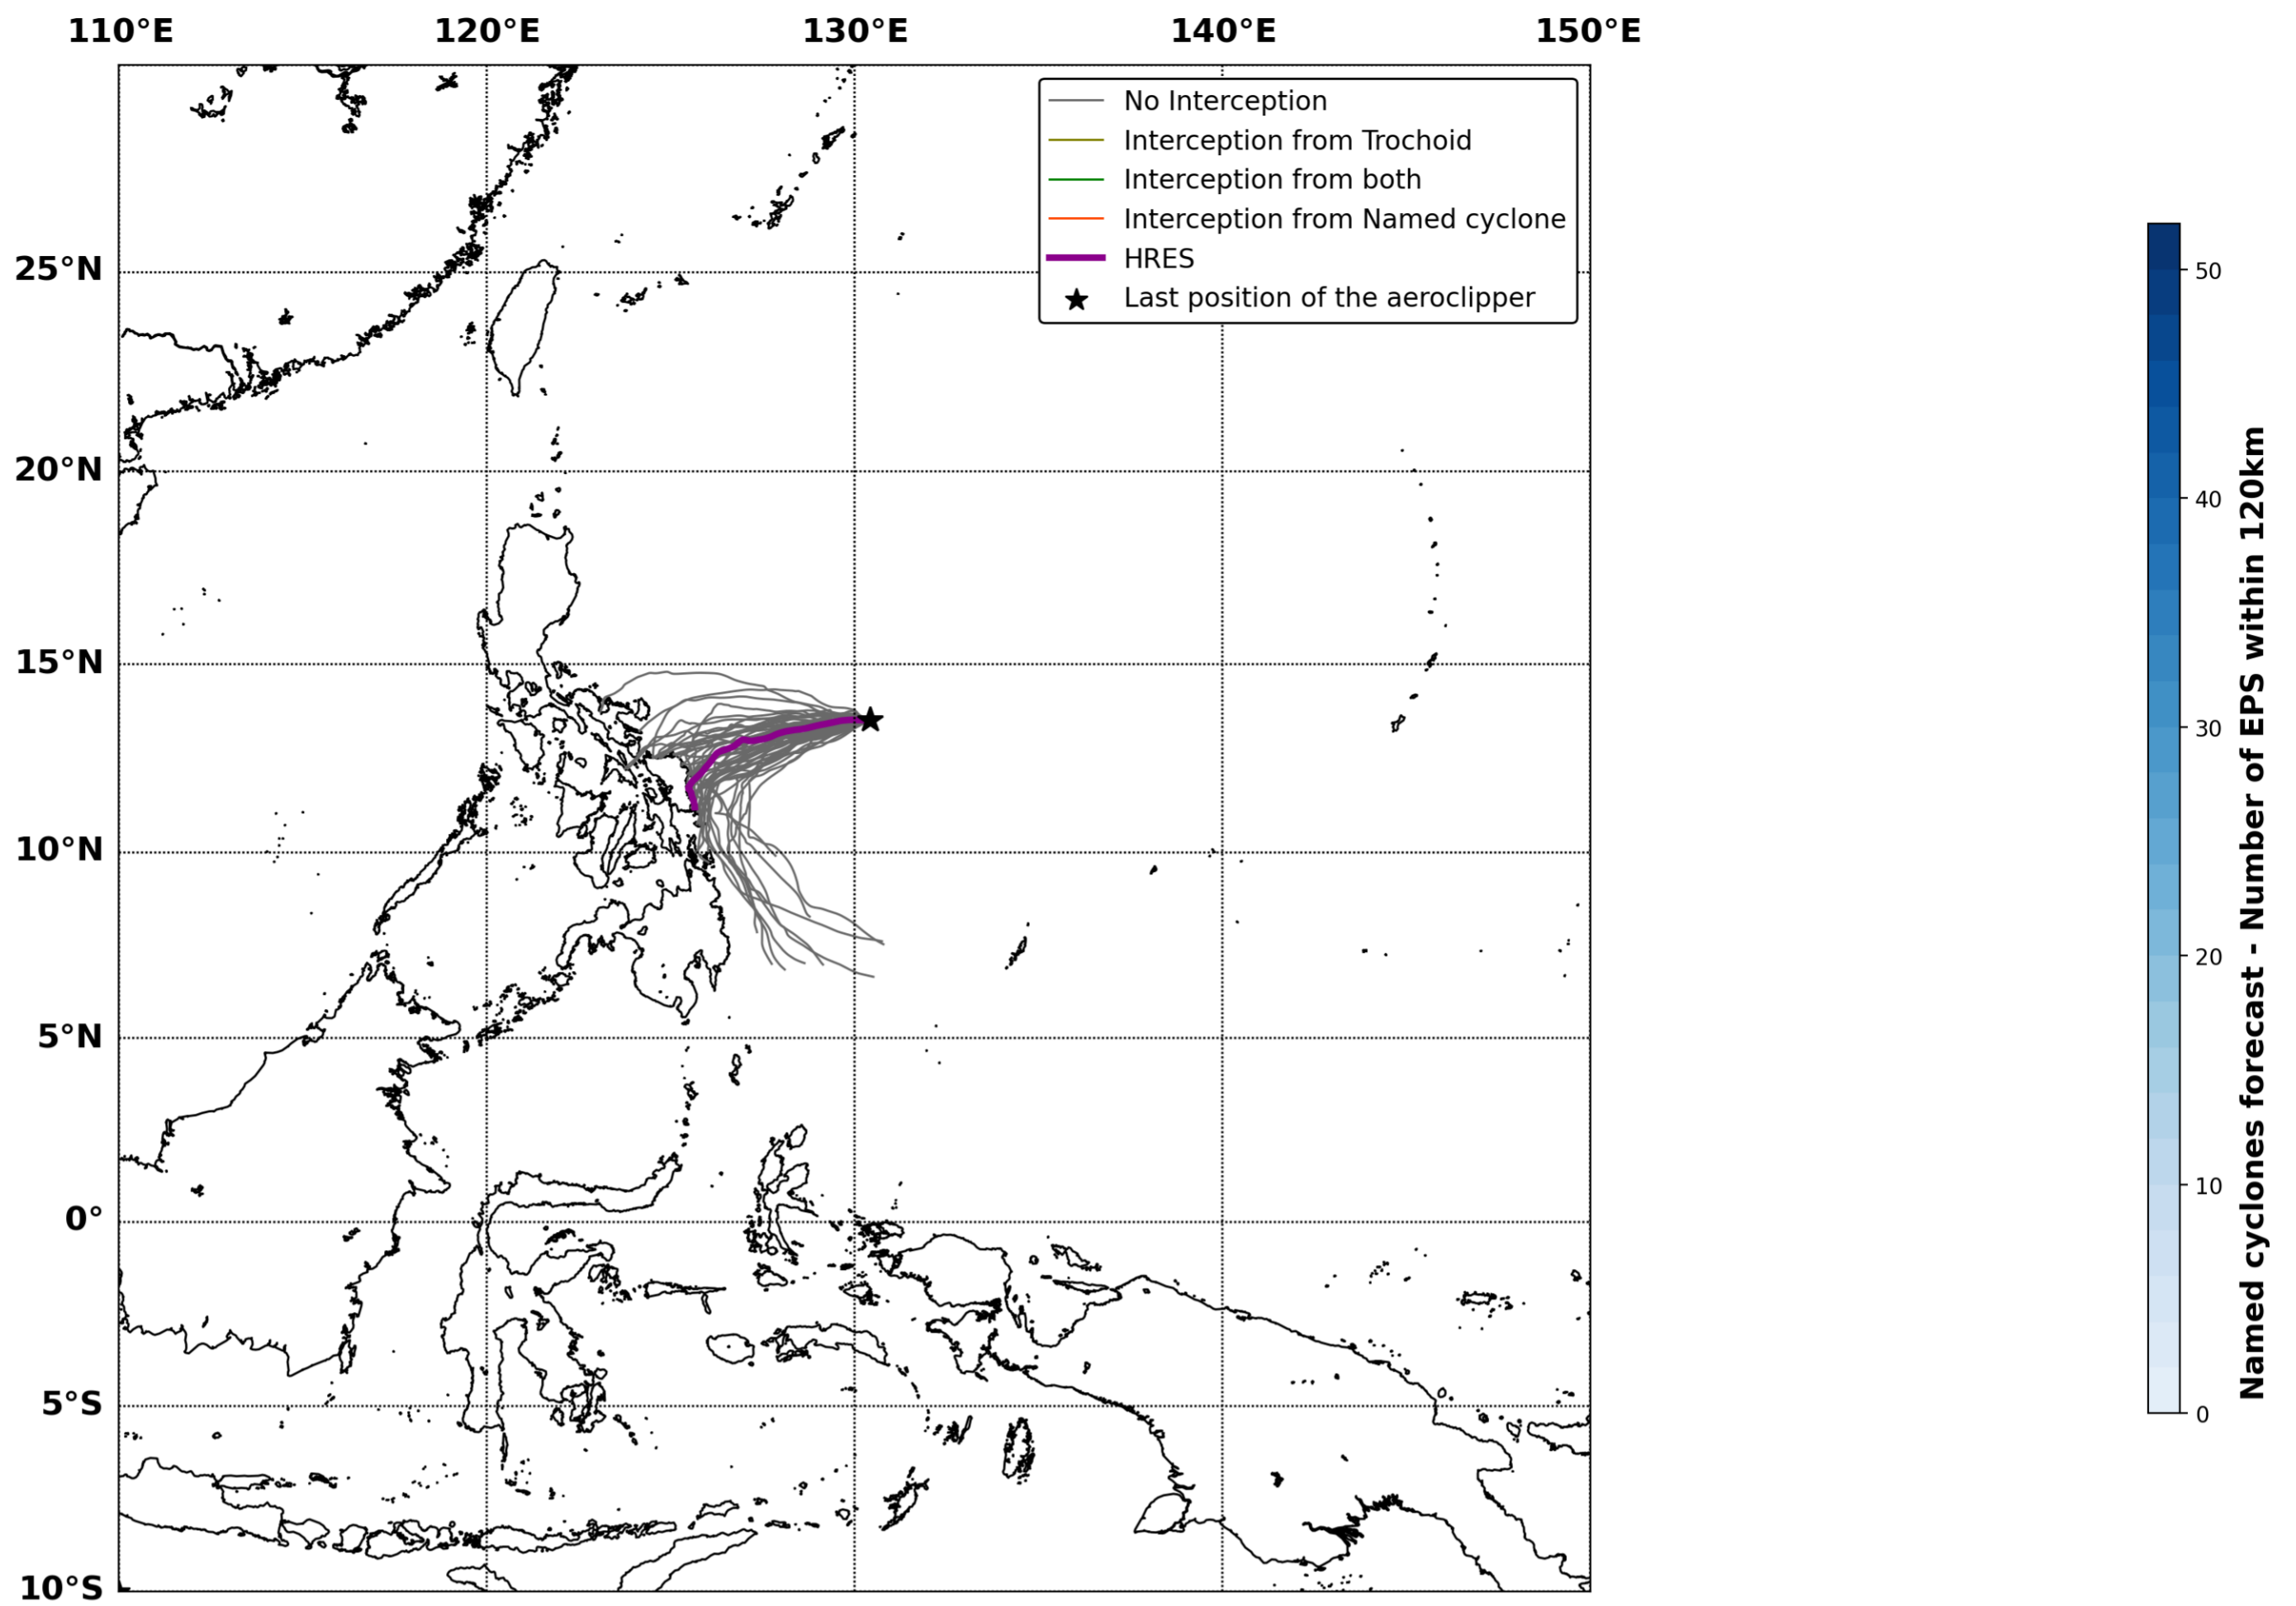 110°E 120°E 130°E 140°E 150°E
No Interception
Interception from Trochoid
Interception from both
Interception from Named cyclone
HRES
Last position of the aeroclipper
25°N
20°N
15°N
10°N
5°N
0°
5°S
10°S
50
40
30
20
10
0
Named cyclones forecast - Number of EPS within 120km